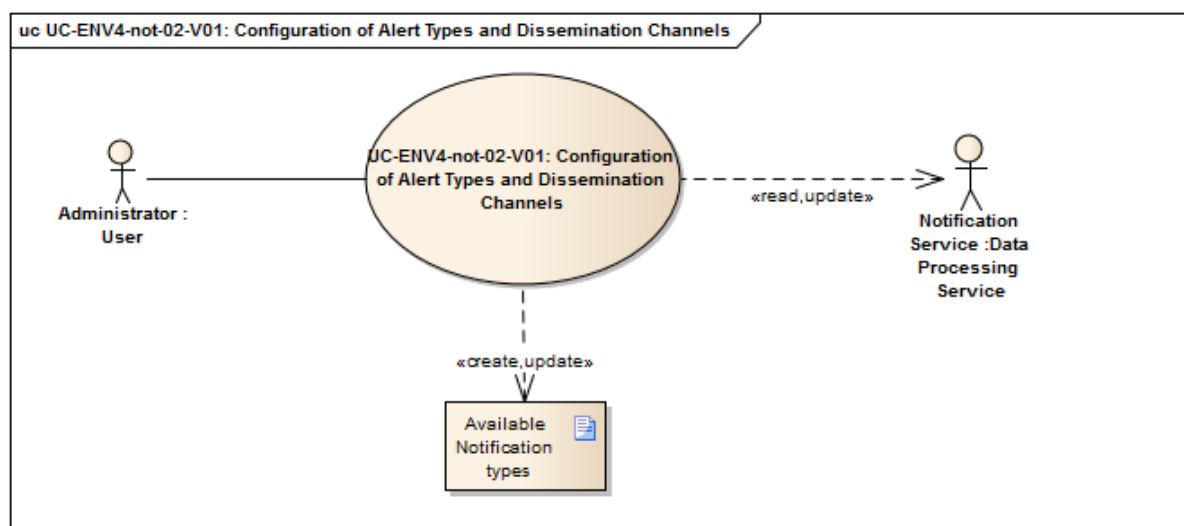 uc UC-ENV4-not-02-V01: Configuration of Alert Types and Dissemination Channels
UC-ENV4-not-02-V01: Configuration
of Alert Types and Dissemination
Channels
Administrator :
User
«read,update»
Notification
Service :Data
Processing
Service
«create,update»
Available
Notification
types